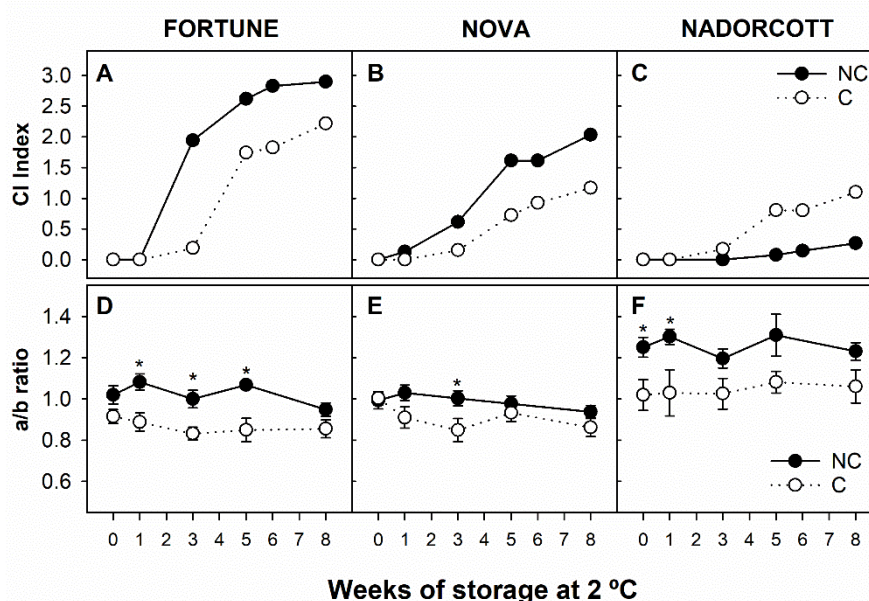 FORTUNE NOVA NADORCOTT
A B C
NC
C
CI Index
3.0
2.5
2.0
1.5
1.0
0.5
0.0
D E F
* * * * * *
NC
C
a/b ratio
1.4
1.2
1.0
0.8
0.6
0 1 2 3 4 5 6 7 8 0 1 2 3 4 5 6 7 8 0 1 2 3 4 5 6 7 8
Weeks of storage at 2 ºC